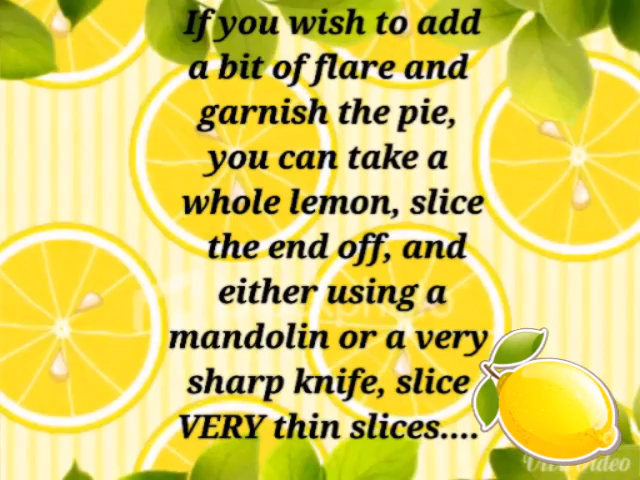 If you wish to add
a bit of flare and
garnish the pie,
you can take a
whole lemon, slice
the end off, and
either using a
mandolin or a very
sharp knife, slice
VERY thin slices....